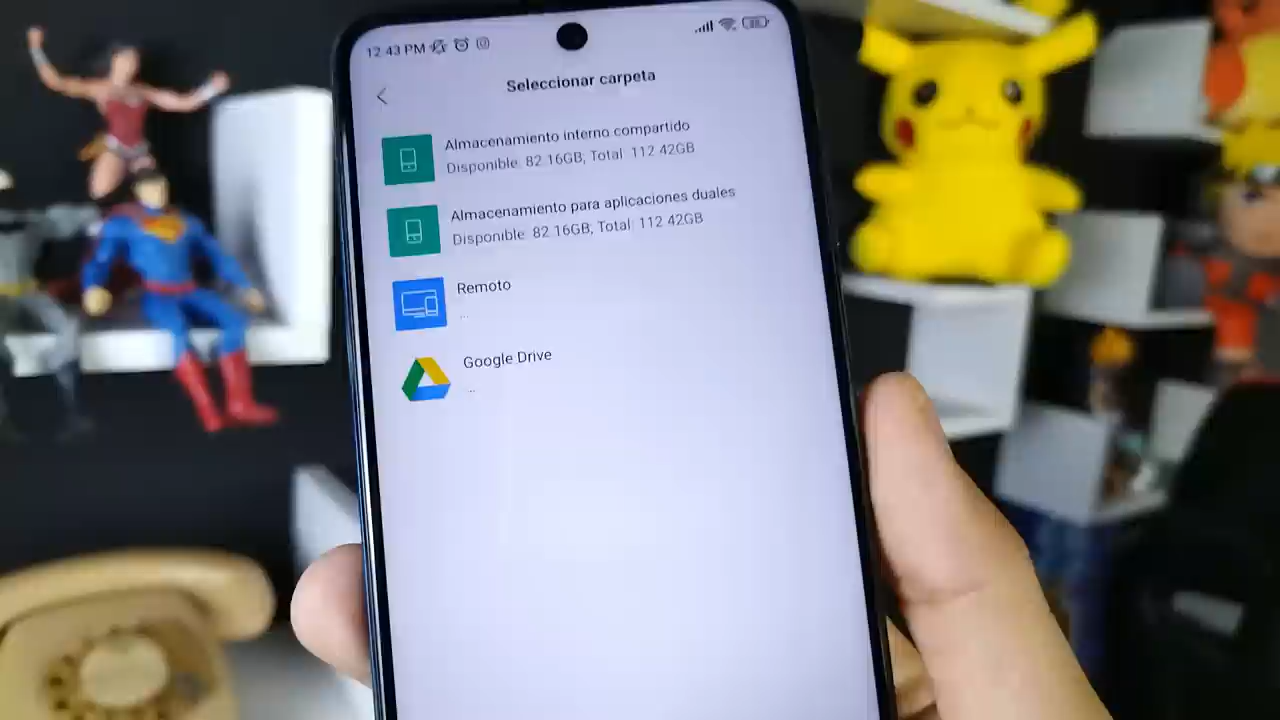 12:43 PM
Seleccionar carpeta
Almacenamiento interno compartido
Disponible: 82.16GB, Total: 112.42GB
Almacenamiento para aplicaciones duales
Disponible: 82.16GB, Total: 112.42GB
Remoto
...
Google Drive
...